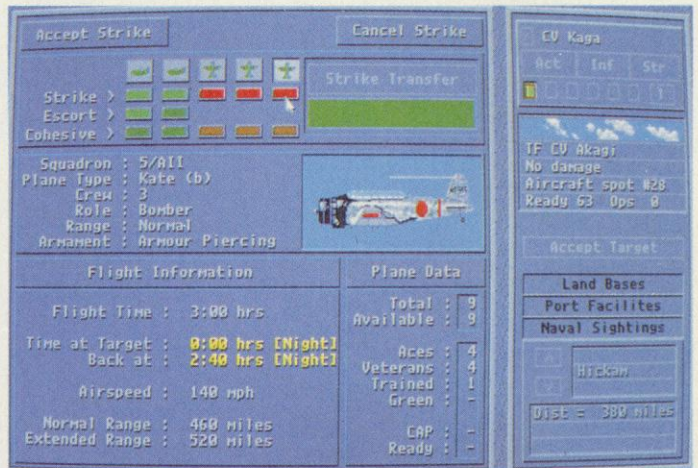 Accept Strike
Cancel Strike
Strike Transfer
Strike >
Escort >
Cohesive >
Squadron : 5/AII
Plane Type : Kate (b)
Crew : 3
Role : Bomber
Range : Normal
Armament : Armour Piercing
Flight Information
Flight Time : 3:00 hrs
Time at Target : 0:00 hrs [Night]
Back at : 2:40 hrs [Night]
Airspeed : 140 mph
Normal Range : 460 miles
Extended Range : 520 miles
Plane Data
Total : 9
Available : 9
Aces : 4
Veterans : 4
Trained : 1
Green : -
CAP : -
Ready : -
CV Kaga
Act Inf Str
1
TF CV Akagi
No damage
Aircraft spot #28
Ready 63 Ops 0
Accept Target
Land Bases
Port Facilites
Naval Sightings
Hickam
Dist = 380 miles